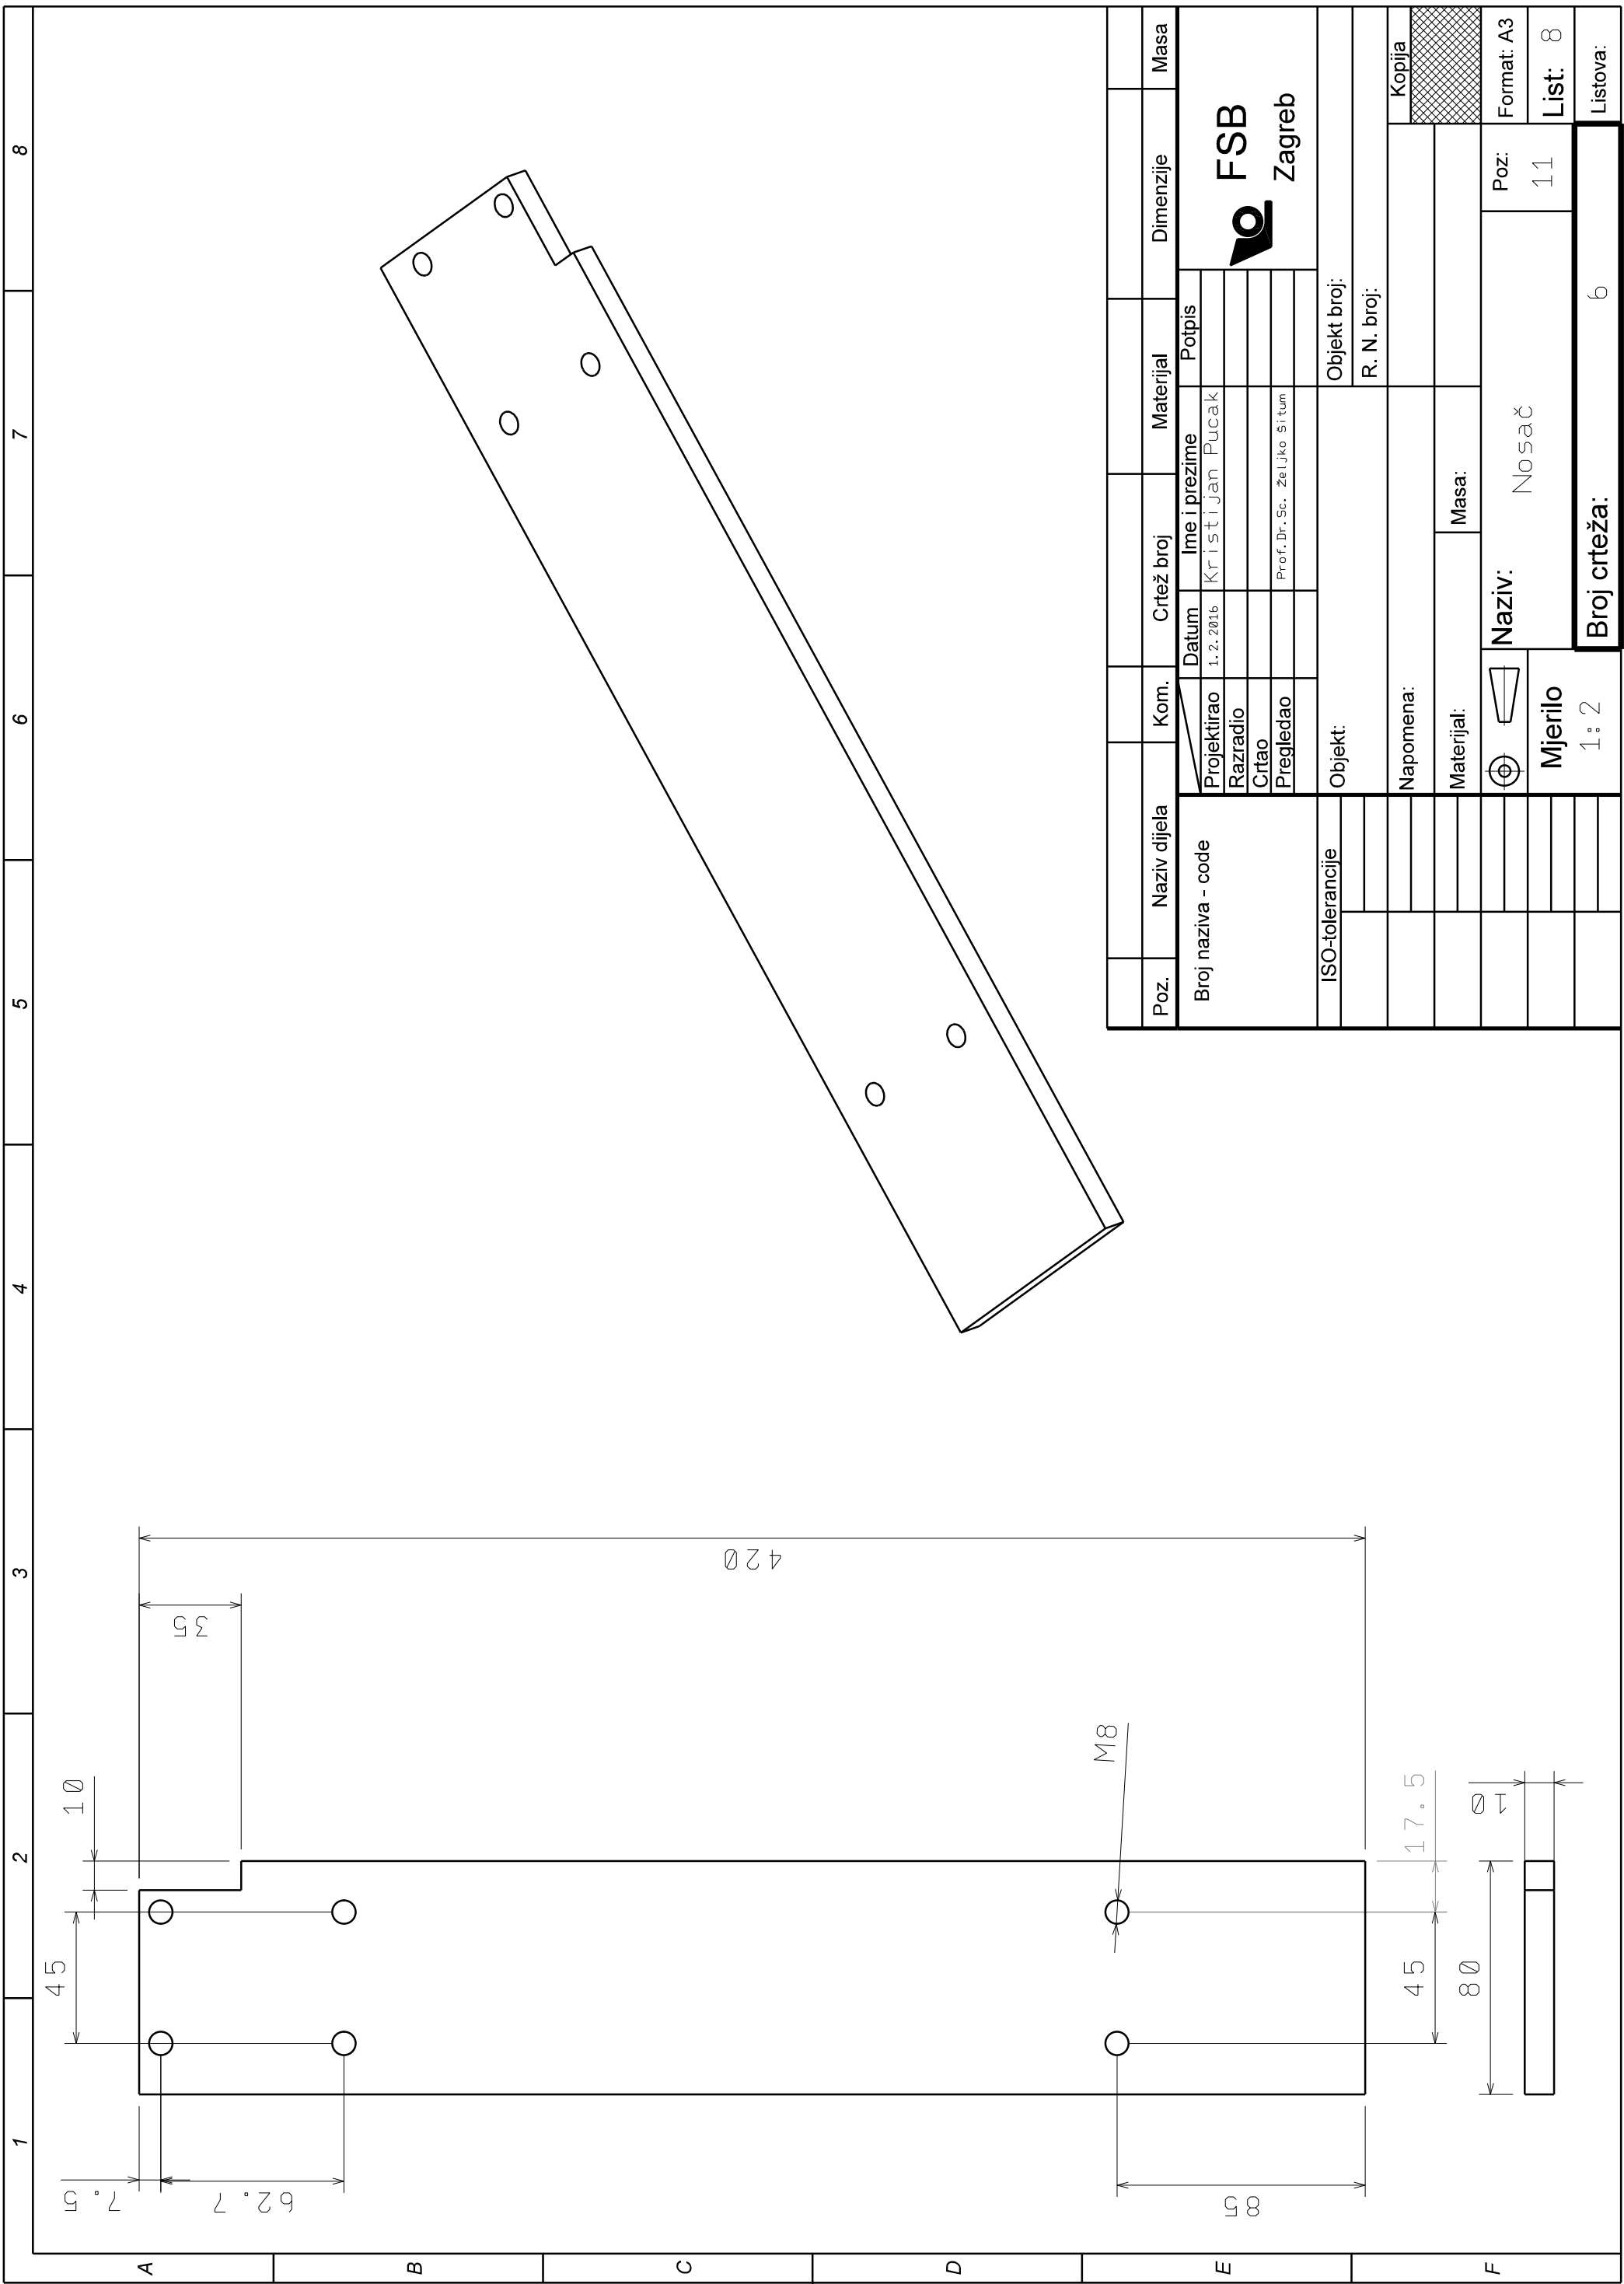 1 2 3 4 5 6 7 8
A
B
C
D
E
F
7.5
62.7
85
45
10
35
420
M8
17.5
45
80
10
Poz. Naziv dijela Kom. Crtež broj Materijal Dimenzije Masa
Broj naziva - code
Datum Ime i prezime Potpis
Projektirao 1.2.2016 Kristijan Pucak
Razradio
Crtao
Pregledao Prof.Dr.Sc. Željko Šitum
FSB
Zagreb
ISO-tolerancije
Objekt: Objekt broj:
R. N. broj:
Napomena: Kopija
Materijal: Masa:
Naziv: Nosač
Poz: 11
Format: A3
Mjerilo
1:2
List: 8
Broj crteža: 6
Listova: